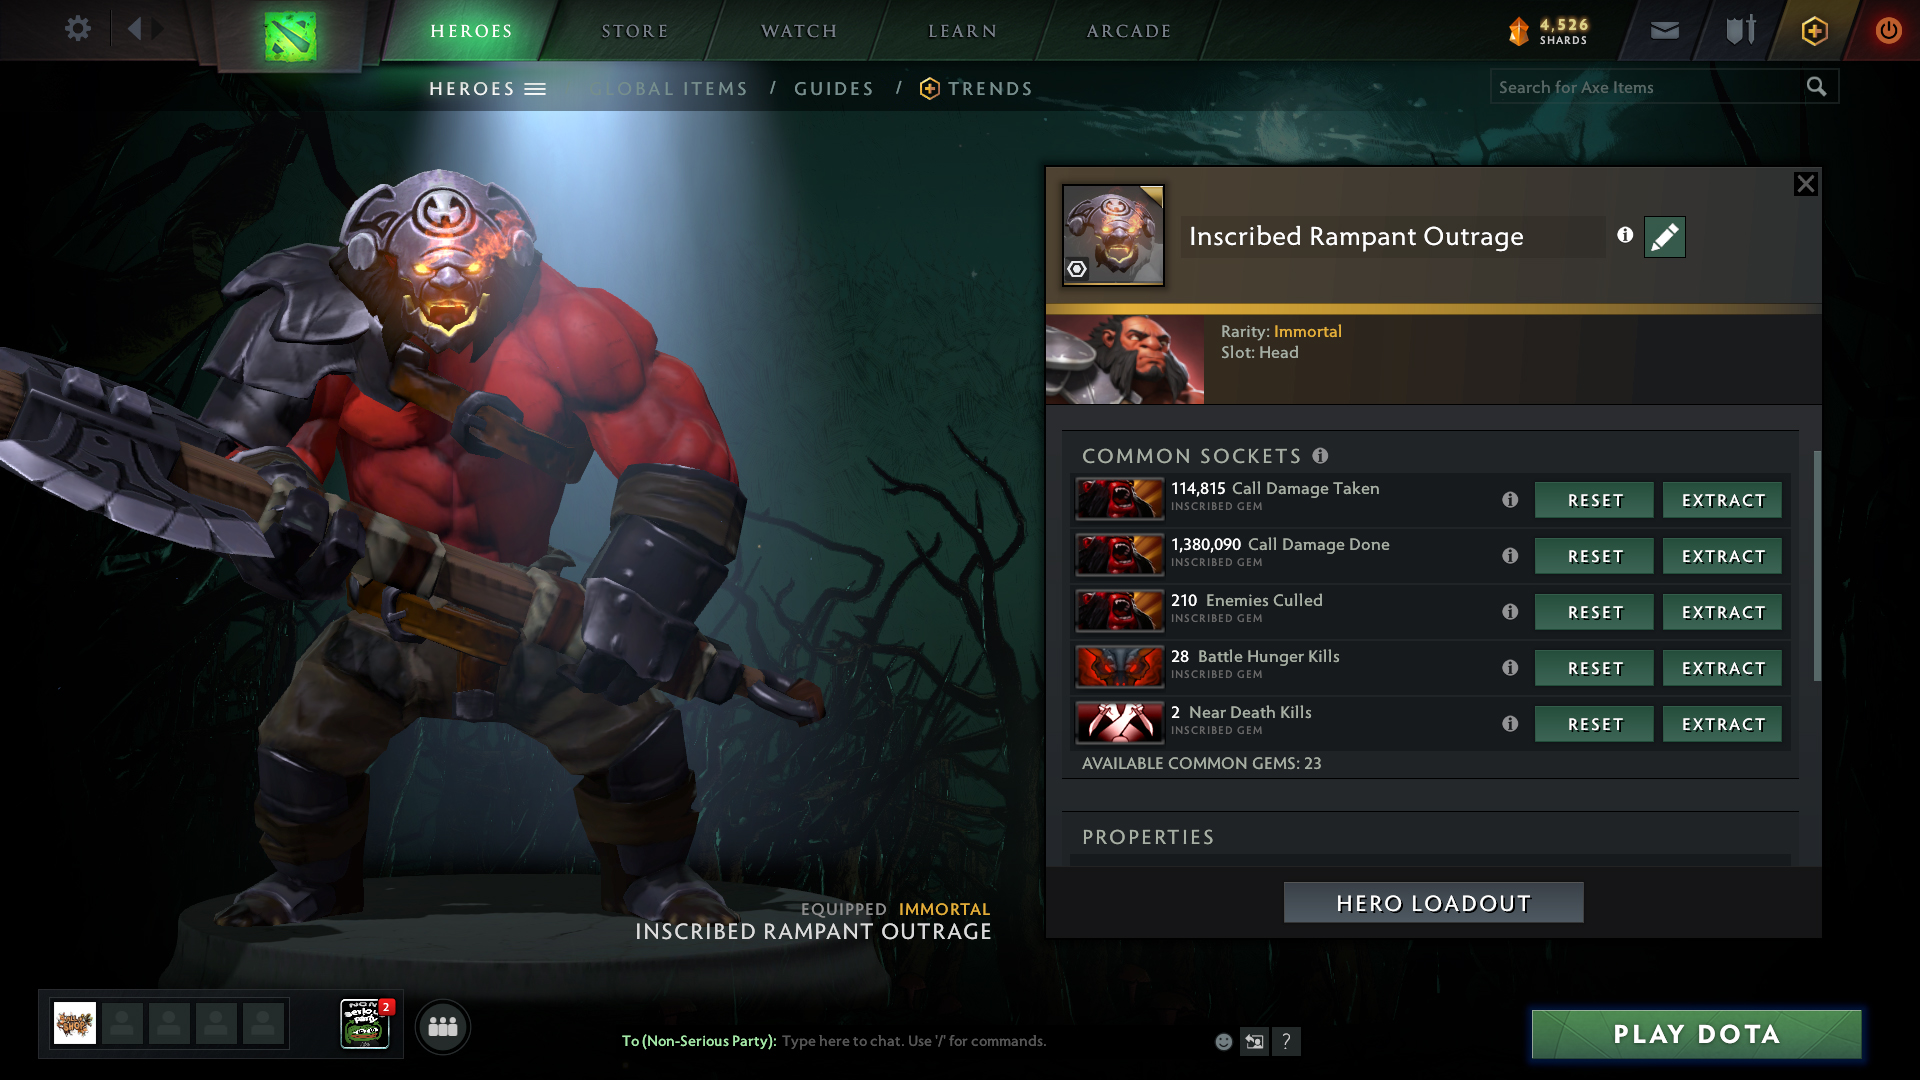 HEROES
STORE
WATCH
LEARN
ARCADE
4,526
SHARDS
HEROES
GLOBAL ITEMS / GUIDES / TRENDS
Search for Axe Items
Inscribed Rampant Outrage
Rarity: Immortal
Slot: Head
COMMON SOCKETS
114,815 Call Damage Taken
INSCRIBED GEM
RESET
EXTRACT
1,380,090 Call Damage Done
INSCRIBED GEM
RESET
EXTRACT
210 Enemies Culled
INSCRIBED GEM
RESET
EXTRACT
28 Battle Hunger Kills
INSCRIBED GEM
RESET
EXTRACT
2 Near Death Kills
INSCRIBED GEM
RESET
EXTRACT
AVAILABLE COMMON GEMS: 23
PROPERTIES
HERO LOADOUT
EQUIPPED IMMORTAL
INSCRIBED RAMPANT OUTRAGE
NON
serious
party
2
To (Non-Serious Party): Type here to chat. Use '/' for commands.
?
PLAY DOTA